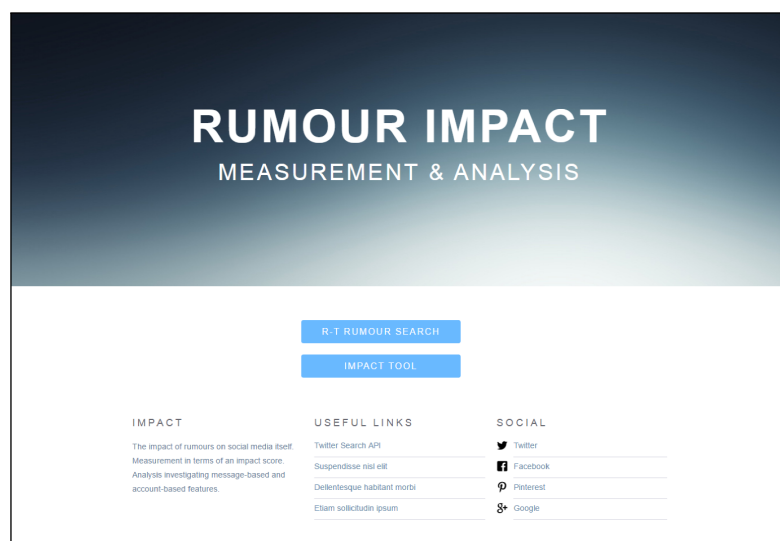 RUMOUR IMPACT
MEASUREMENT & ANALYSIS
R-T RUMOUR SEARCH
IMPACT TOOL
IMPACT
The impact of rumours on social media itself.
Measurement in terms of an impact score.
Analysis investigating message-based and
account-based features.
USEFUL LINKS
Twitter Search API
Suspendisse nisl elit
Dellentesque habitant morbi
Etiam sollicitudin ipsum
SOCIAL
Twitter
Facebook
Pinterest
Google